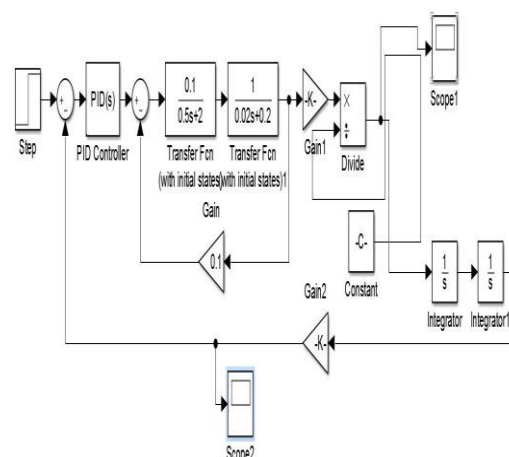 Step
+
-
PID(s)
PID Controller
+
-
0.1
0.5s+2
Transfer Fcn
(with initial states)
1
0.02s+0.2
Transfer Fcn
(with initial states)1
-K-
Gain1
×
÷
Divide
Scope1
Gain
0.1
-C-
Constant
1
s
Integrator
1
s
Integrator1
Gain2
-K-
Scope2